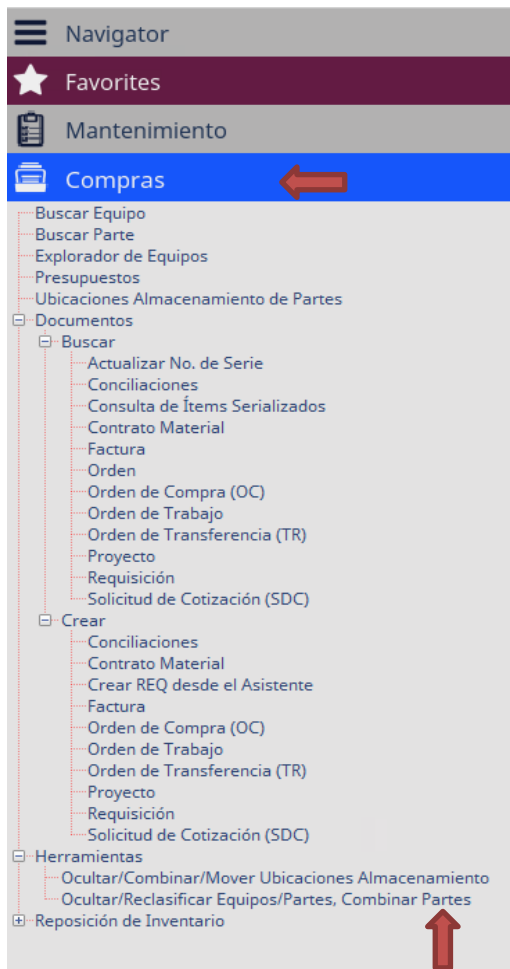 Navigator
Favorites
Mantenimiento
Compras
Buscar Equipo
Buscar Parte
Explorador de Equipos
Presupuestos
Ubicaciones Almacenamiento de Partes
Documentos
Buscar
Actualizar No. de Serie
Conciliaciones
Consulta de Ítems Serializados
Contrato Material
Factura
Orden
Orden de Compra (OC)
Orden de Trabajo
Orden de Transferencia (TR)
Proyecto
Requisición
Solicitud de Cotización (SDC)
Crear
Conciliaciones
Contrato Material
Crear REQ desde el Asistente
Factura
Orden de Compra (OC)
Orden de Trabajo
Orden de Transferencia (TR)
Proyecto
Requisición
Solicitud de Cotización (SDC)
Herramientas
Ocultar/Combinar/Mover Ubicaciones Almacenamiento
Ocultar/Reclasificar Equipos/Partes, Combinar Partes
Reposición de Inventario